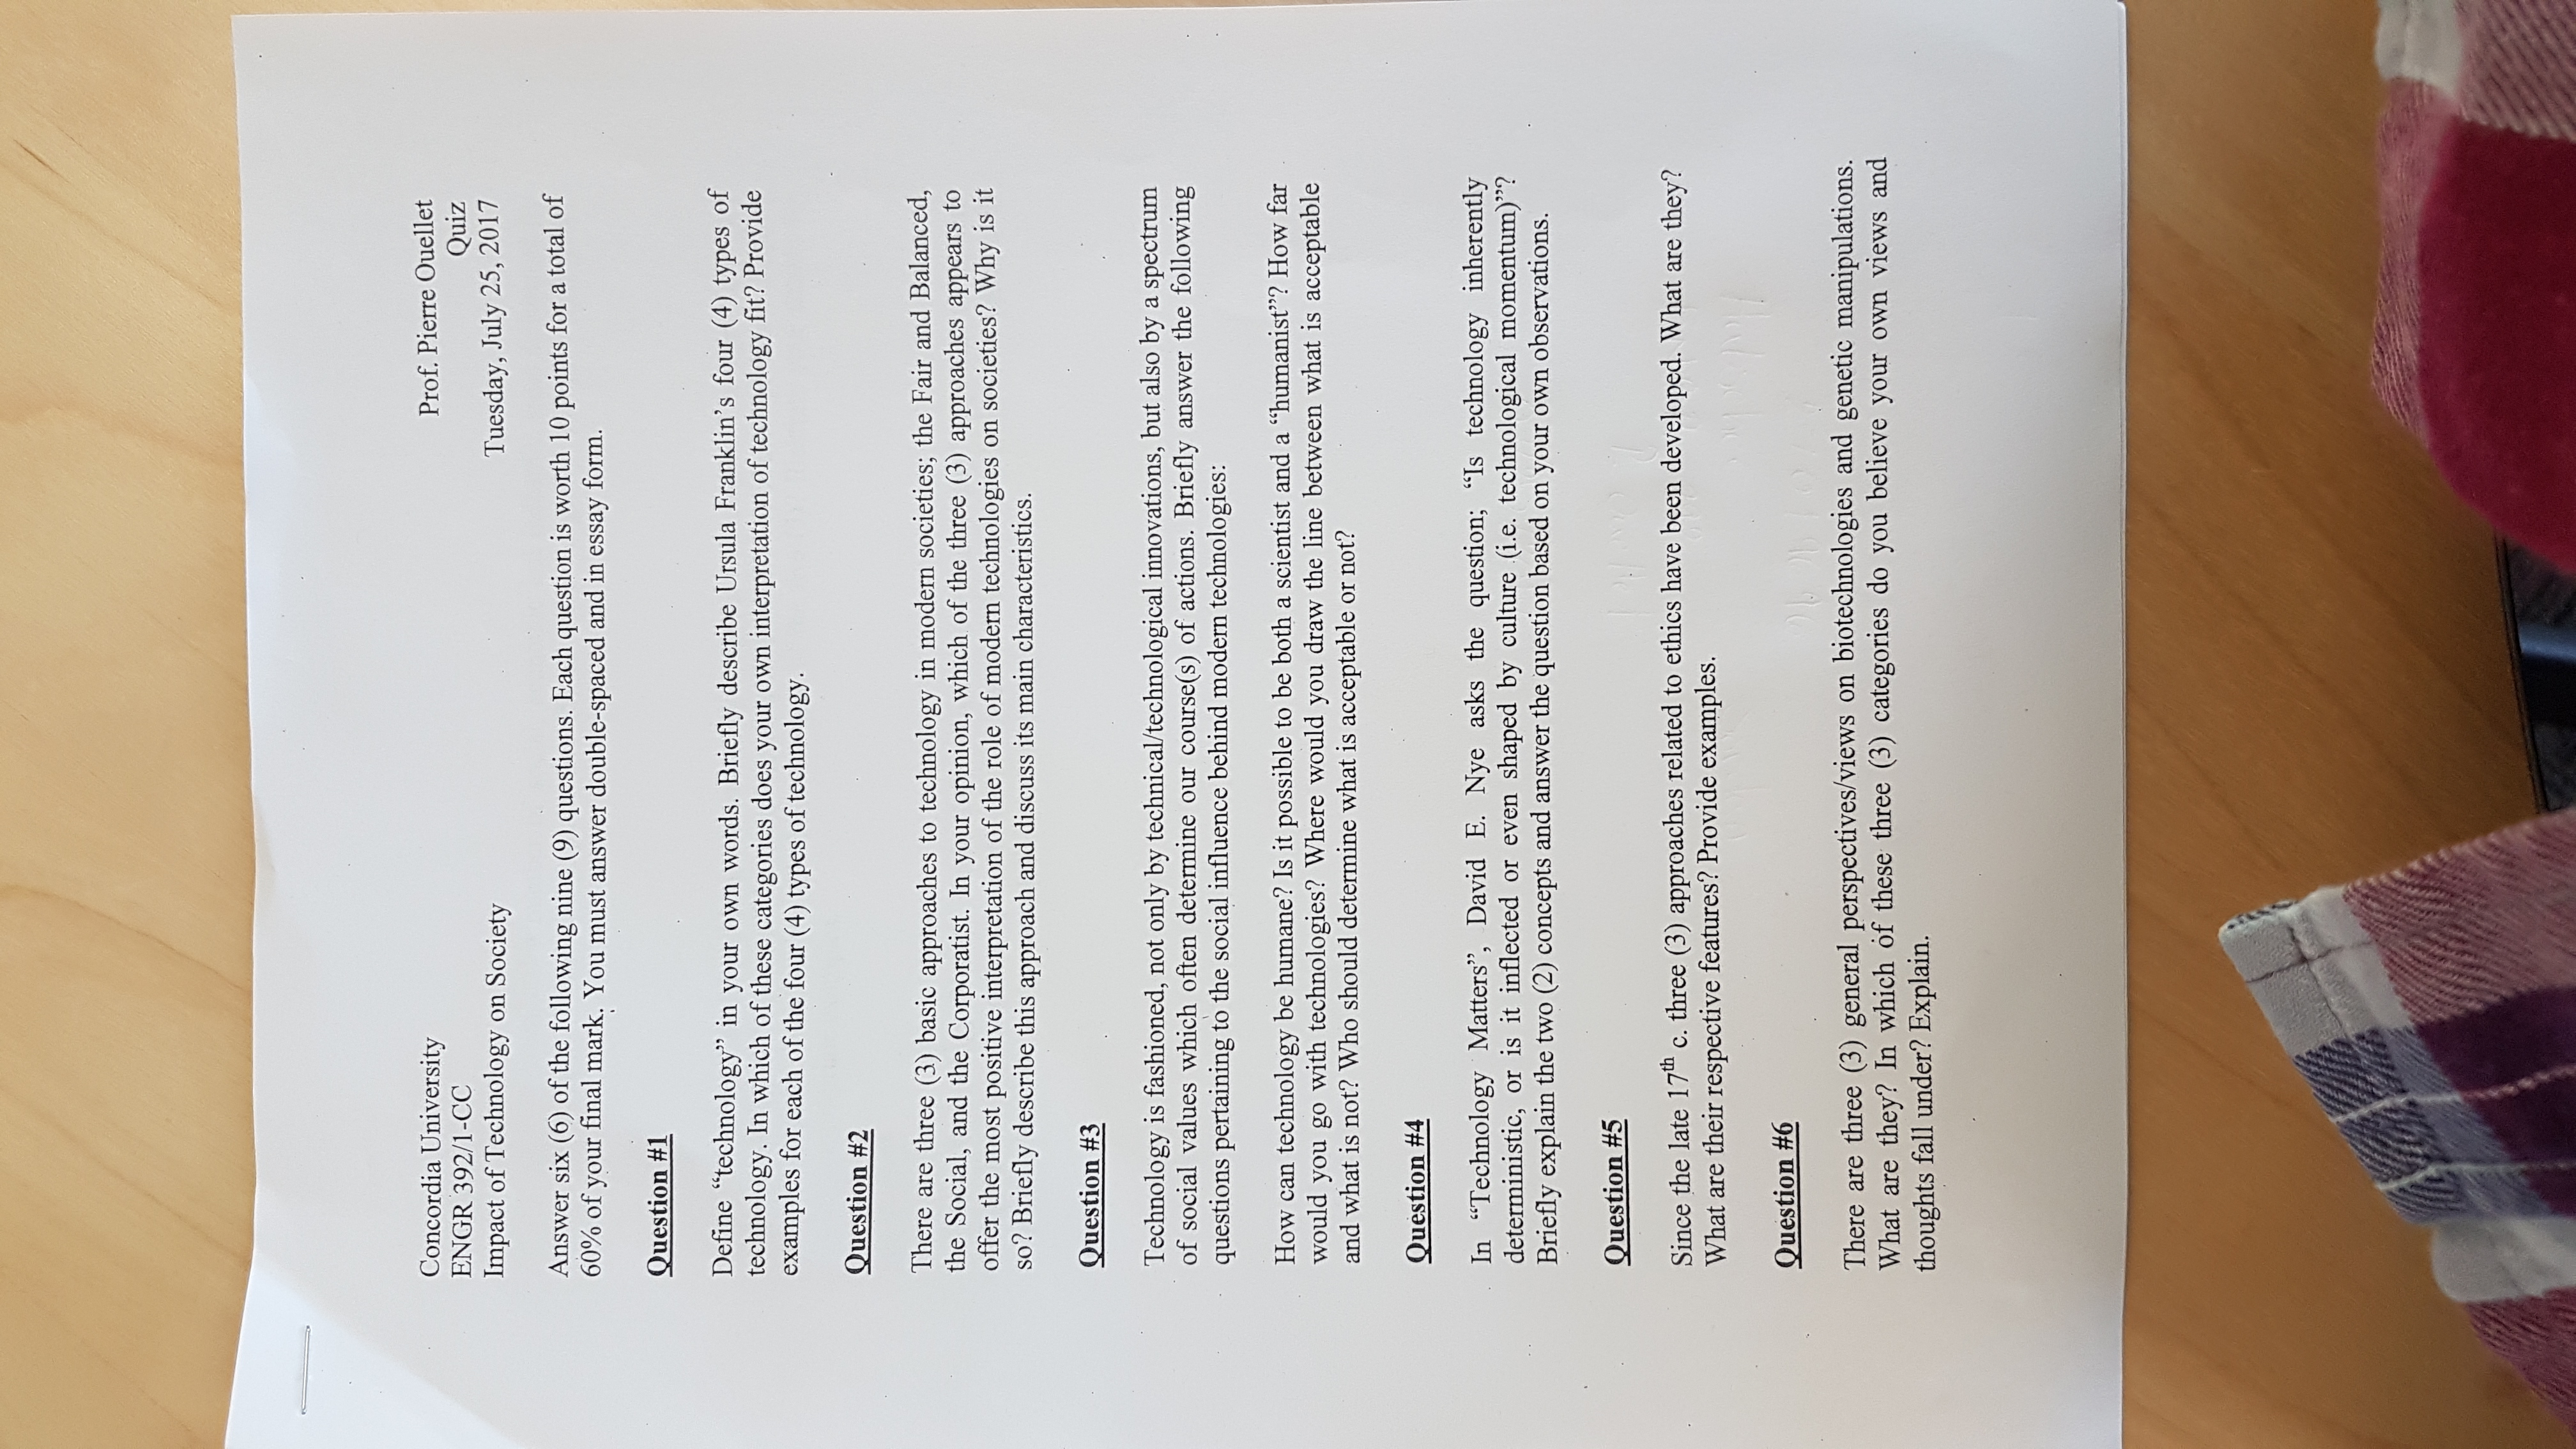 Concordia University
Prof. Pierre Ouellet
ENGR 392/1-CC
Quiz
Impact of Technology on Society
Tuesday, July 25, 2017
Answer six (6) of the following nine (9) questions. Each question is worth 10 points for a total of
60% of your final mark. You must answer double-spaced and in essay form.
Question #1
Define “technology” in your own words. Briefly describe Ursula Franklin’s four (4) types of
technology. In which of these categories does your own interpretation of technology fit? Provide
examples for each of the four (4) types of technology.
Question #2
There are three (3) basic approaches to technology in modern societies; the Fair and Balanced,
the Social, and the Corporatist. In your opinion, which of the three (3) approaches appears to
offer the most positive interpretation of the role of modern technologies on societies? Why is it
so? Briefly describe this approach and discuss its main characteristics.
Question #3
Technology is fashioned, not only by technical/technological innovations, but also by a spectrum
of social values which often determine our course(s) of actions. Briefly answer the following
questions pertaining to the social influence behind modern technologies:
How can technology be humane? Is it possible to be both a scientist and a “humanist”? How far
would you go with technologies? Where would you draw the line between what is acceptable
and what is not? Who should determine what is acceptable or not?
Question #4
In “Technology Matters”, David E. Nye asks the question; “Is technology inherently
deterministic, or is it inflected or even shaped by culture (i.e. technological momentum)”?
Briefly explain the two (2) concepts and answer the question based on your own observations.
Question #5
Since the late 17th c. three (3) approaches related to ethics have been developed. What are they?
What are their respective features? Provide examples.
Question #6
There are three (3) general perspectives/views on biotechnologies and genetic manipulations.
What are they? In which of these three (3) categories do you believe your own views and
thoughts fall under? Explain.